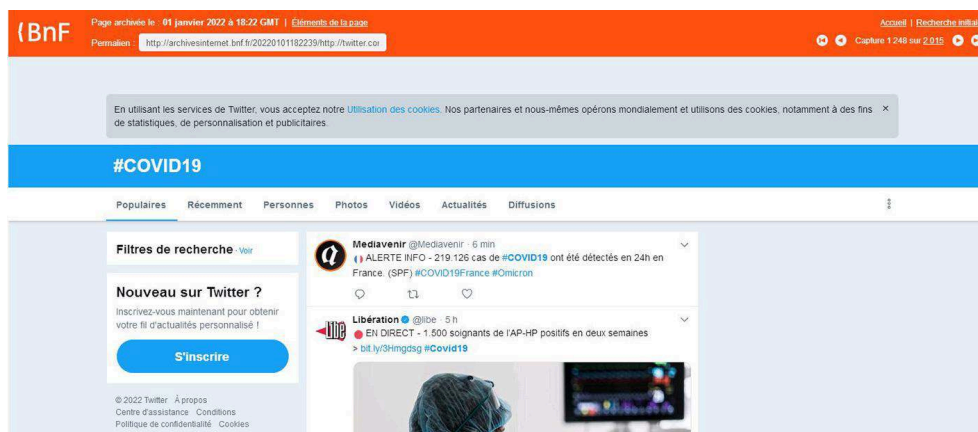 {BnF
Page archivée le : 01 janvier 2022 à 18:22 GMT | Éléments de la page
Accueil | Recherche initial
Permalien : http://archivesinternet.bnf.fr/20220101182239/http://twitter.cor
Capture 1 248 sur 2 015
En utilisant les services de Twitter, vous acceptez notre Utilisation des cookies. Nos partenaires et nous-mêmes opérons mondialement et utilisons des cookies, notamment à des fins
de statistiques, de personnalisation et publicitaires.
#COVID19
Populaires Récemment Personnes Photos Vidéos Actualités Diffusions
Filtres de recherche · Voir
Nouveau sur Twitter ?
Inscrivez-vous maintenant pour obtenir
votre fil d'actualités personnalisé !
S'inscrire
© 2022 Twitter À propos
Centre d'assistance Conditions
Politique de confidentialité Cookies
Mediavenir @Mediavenir · 6 min
ALERTE INFO - 219.126 cas de #COVID19 ont été détectés en 24h en
France. (SPF) #COVID19France #Omicron
Libe
Libération @libe · 5 h
EN DIRECT - 1.500 soignants de l'AP-HP positifs en deux semaines
> bit.ly/3Hmgdsg #Covid19